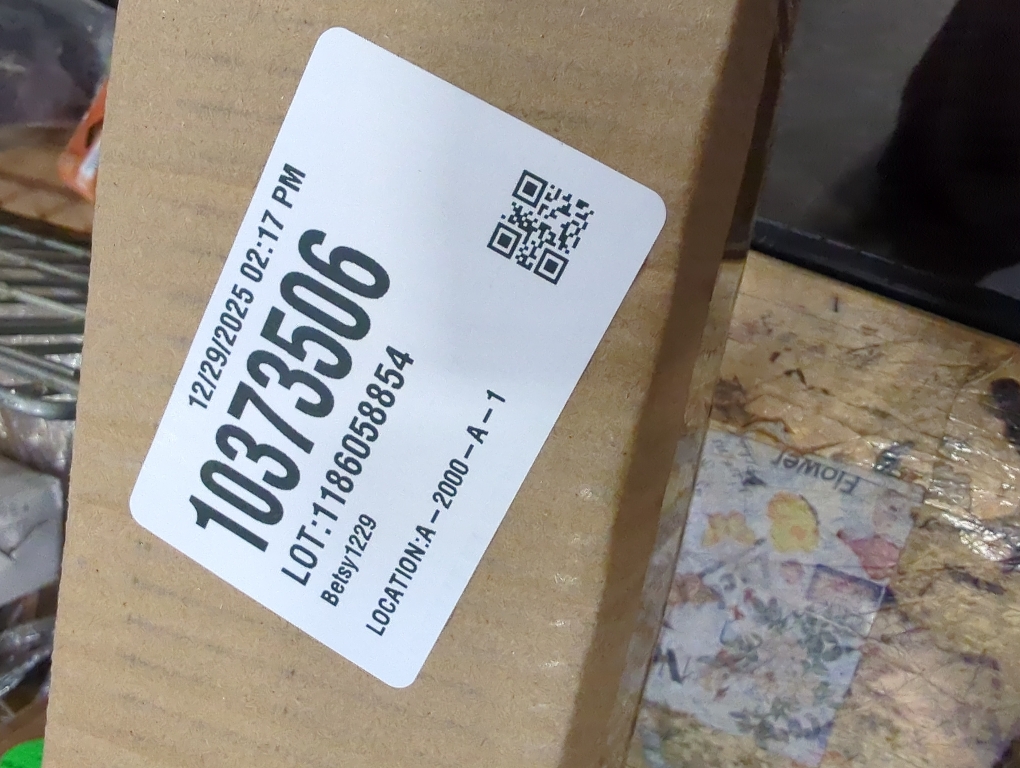 12/29/2025 02:17 PM
10373506
LOT:1186058854
Betsy1229
LOCATION:A-2000-A-1
Flower